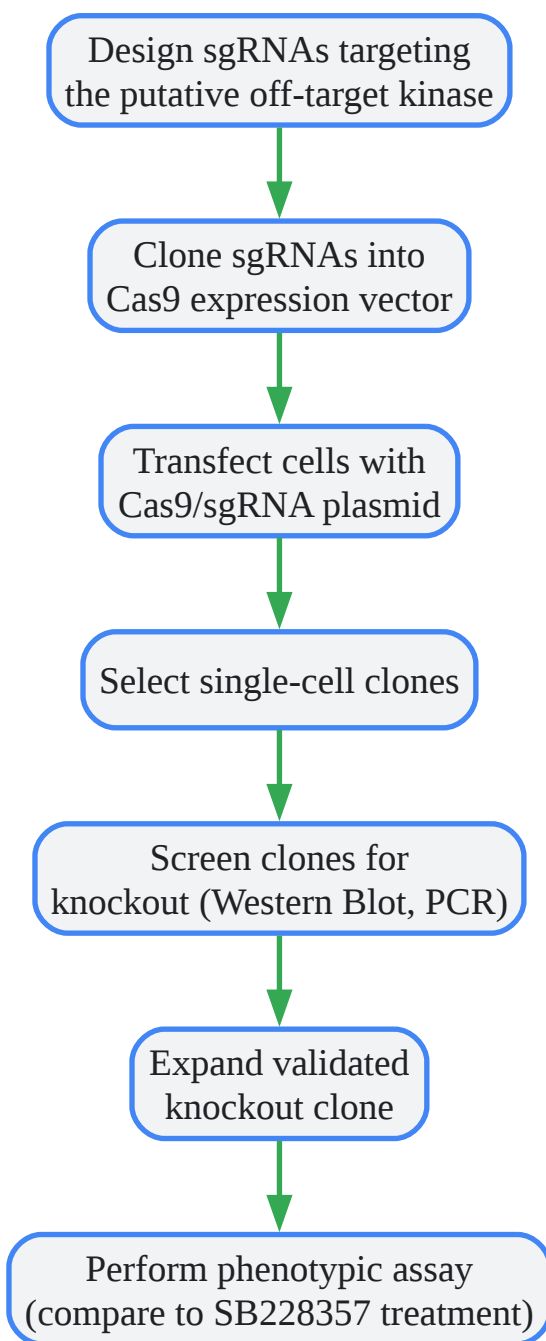 Design sgRNAs targeting
the putative off-target kinase
Clone sgRNAs into
Cas9 expression vector
Transfect cells with
Cas9/sgRNA plasmid
Select single-cell clones
Screen clones for
knockout (Western Blot, PCR)
Expand validated
knockout clone
Perform phenotypic assay
(compare to SB228357 treatment)